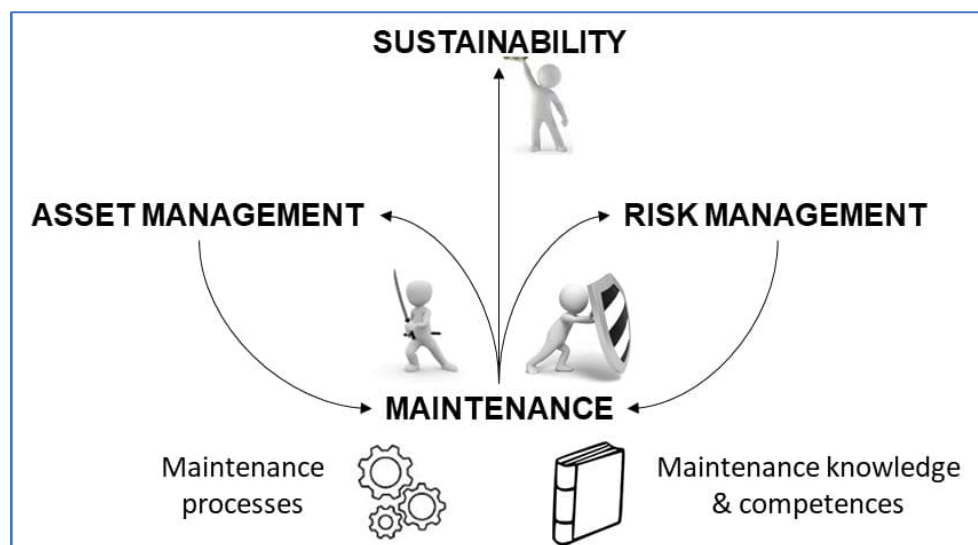 SUSTAINABILITY
ASSET MANAGEMENT
RISK MANAGEMENT
MAINTENANCE
Maintenance
processes
Maintenance knowledge
& competences